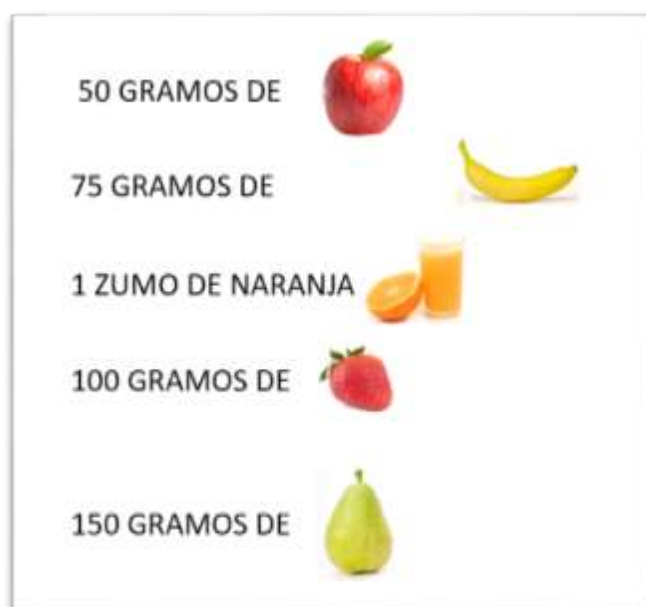 50 GRAMOS DE
75 GRAMOS DE
1 ZUMO DE NARANJA
100 GRAMOS DE
150 GRAMOS DE